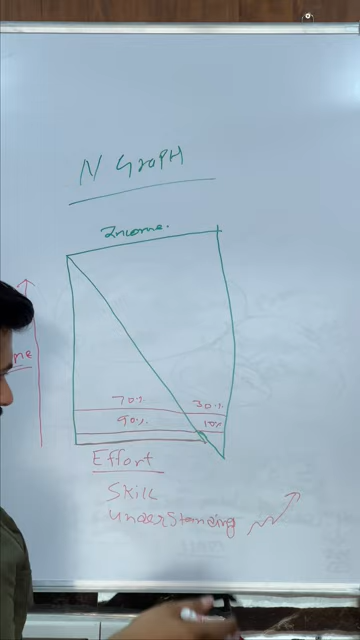 N Graph
Income.
70% 30%
90% 10%
Effort
Skill
Understanding